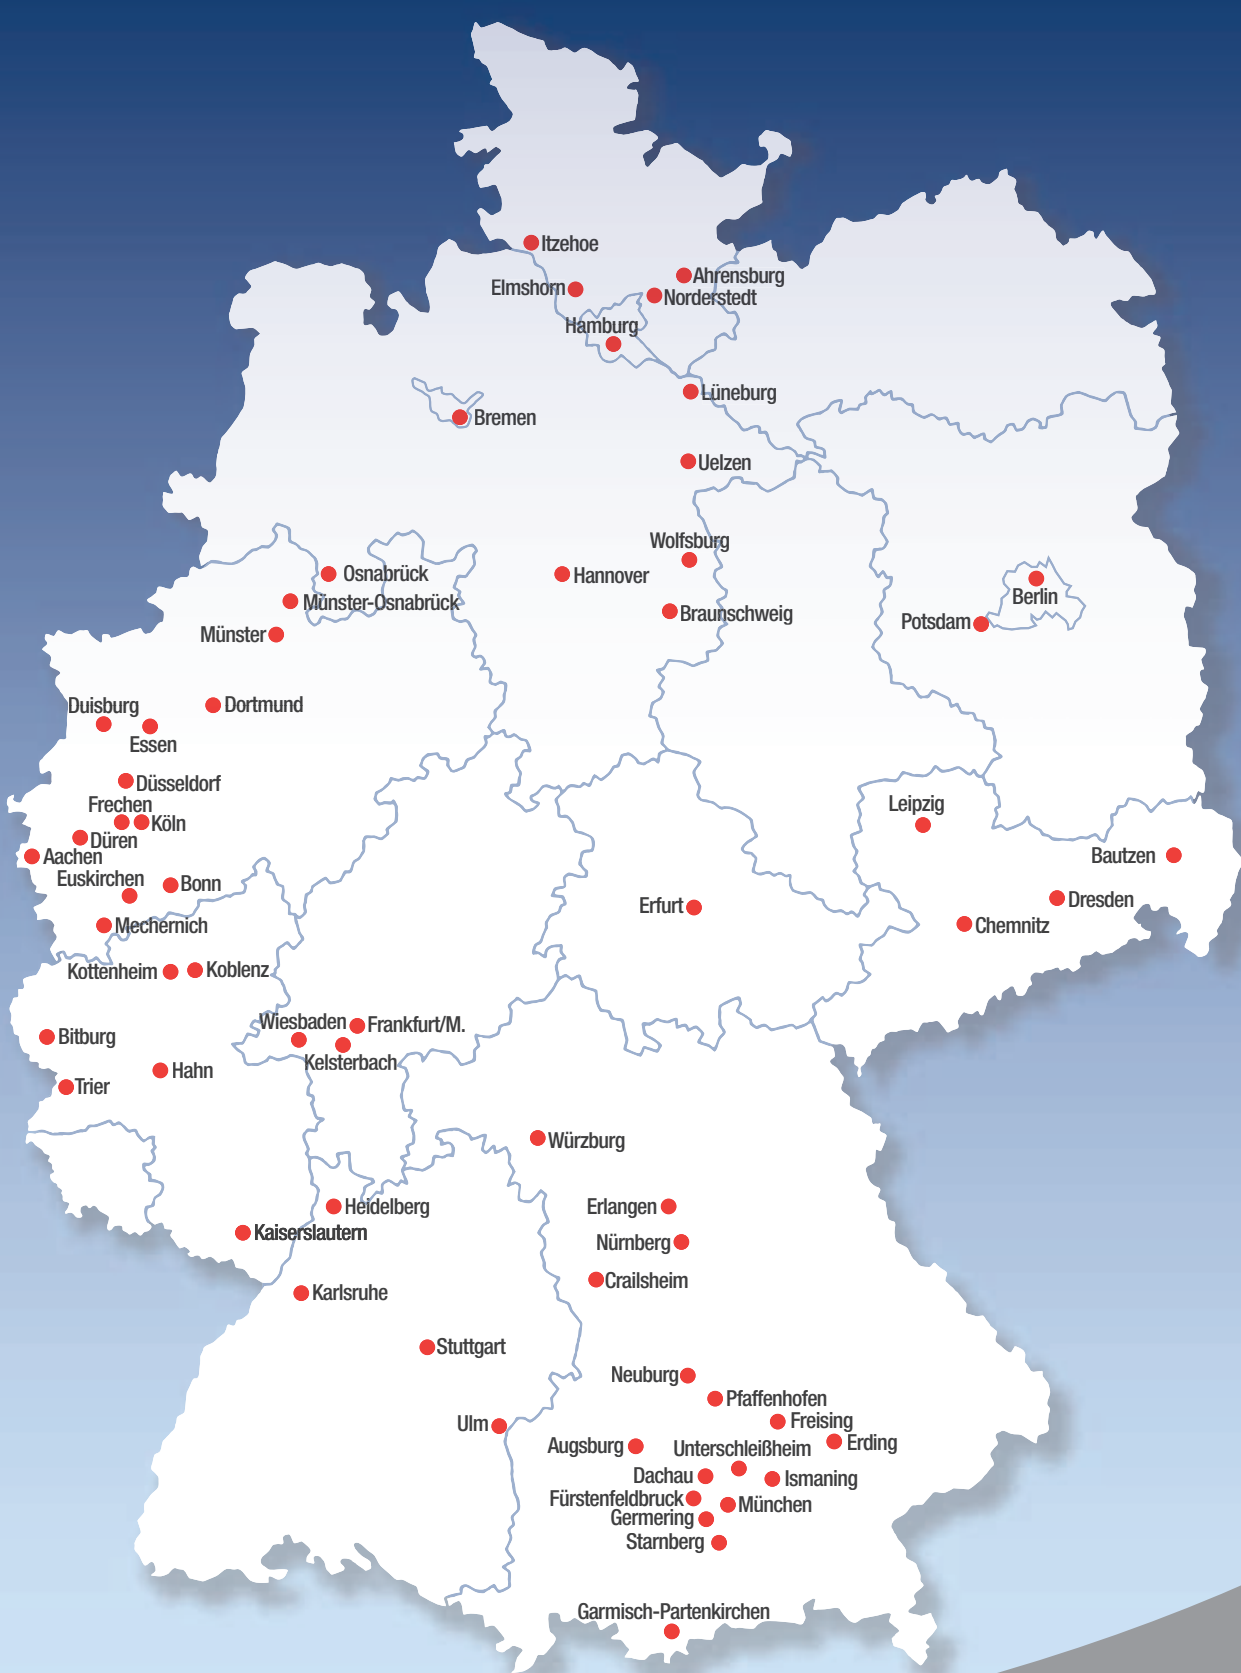 Itzehoe
Ahrensburg
Elmshorn
Norderstedt
Hamburg
Lüneburg
Bremen
Uelzen
Wolfsburg
Osnabrück
Hannover
Berlin
Münster-Osnabrück
Braunschweig
Potsdam
Münster
Duisburg
Dortmund
Essen
Düsseldorf
Frechen
Leipzig
Köln
Düren
Aachen
Bautzen
Euskirchen
Bonn
Dresden
Erfurt
Mechernich
Chemnitz
Kottenheim
Koblenz
Wiesbaden
Frankfurt/M.
Bitburg
Kelsterbach
Hahn
Trier
Würzburg
Heidelberg
Erlangen
Kaiserslautern
Nürnberg
Crailsheim
Karlsruhe
Stuttgart
Neuburg
Pfaffenhofen
Freising
Ulm
Erding
Augsburg
Unterschleißheim
Dachau
Ismaning
Fürstenfeldbruck
München
Germering
Starnberg
Garmisch-Partenkirchen